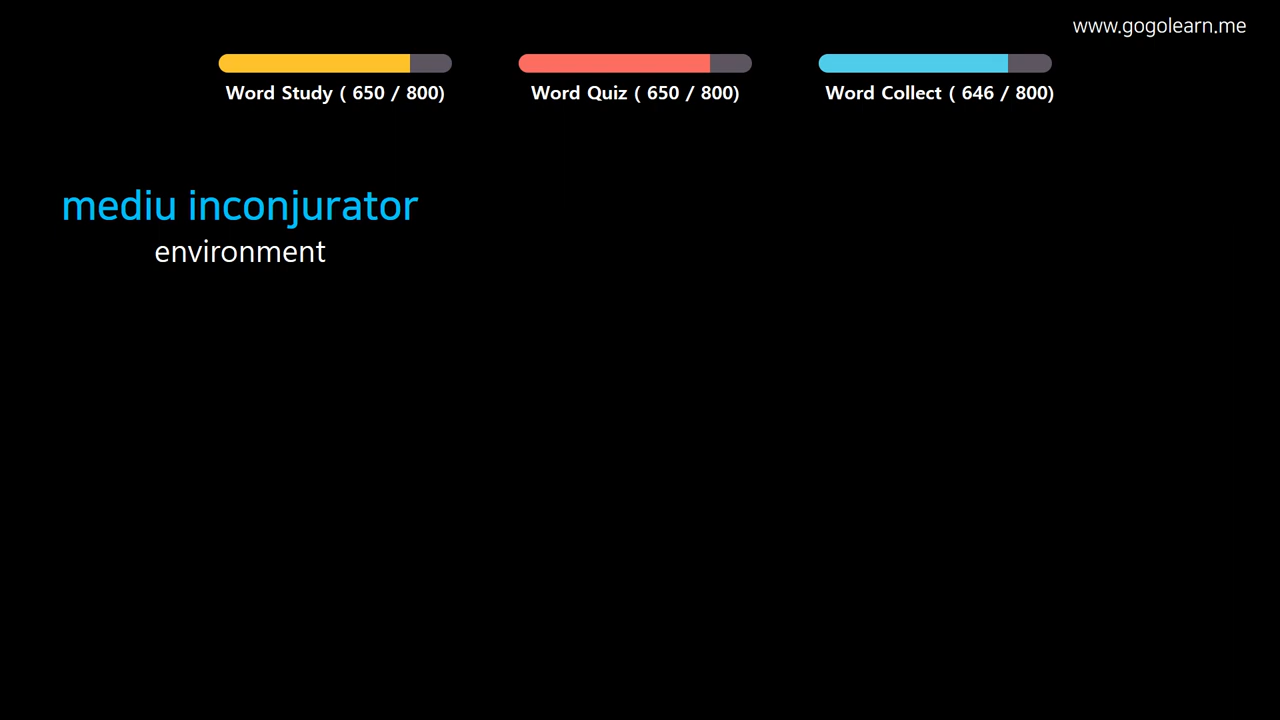 www.gogolearn.me
Word Study ( 650 / 800)
Word Quiz ( 650 / 800)
Word Collect ( 646 / 800)
mediu inconjurator
environment